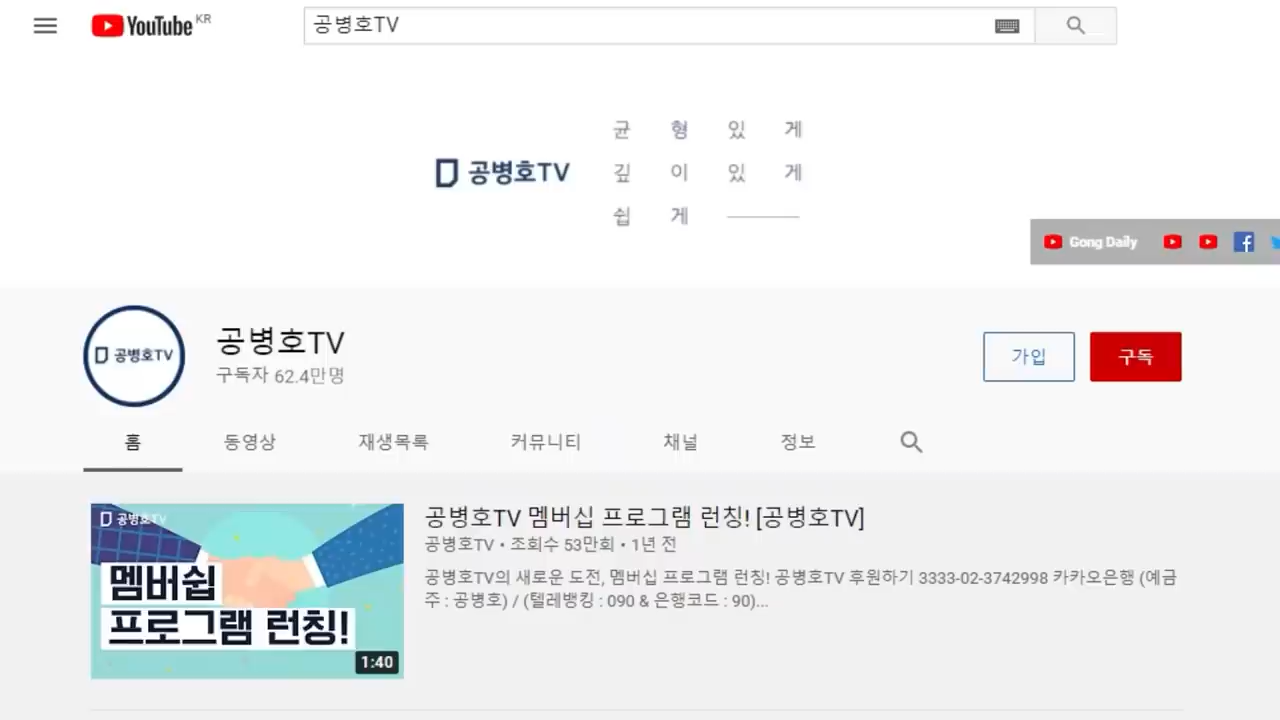 YouTube KR
공병호TV
균 형 있 게
공병호TV
깊 이 있 게
쉽 게
Gong Daily
공병호TV
공병호TV
구독자 62.4만명
가입
구독
홈
동영상
재생목록
커뮤니티
채널
정보
공병호TV
멤버쉽
프로그램 런칭!
1:40
공병호TV 멤버십 프로그램 런칭! [공병호TV]
공병호TV • 조회수 53만회 • 1년 전
공병호TV의 새로운 도전, 멤버십 프로그램 런칭! 공병호TV 후원하기 3333-02-3742998 카카오은행 (예금
주 : 공병호) / (텔레뱅킹 : 090 & 은행코드 : 90)...